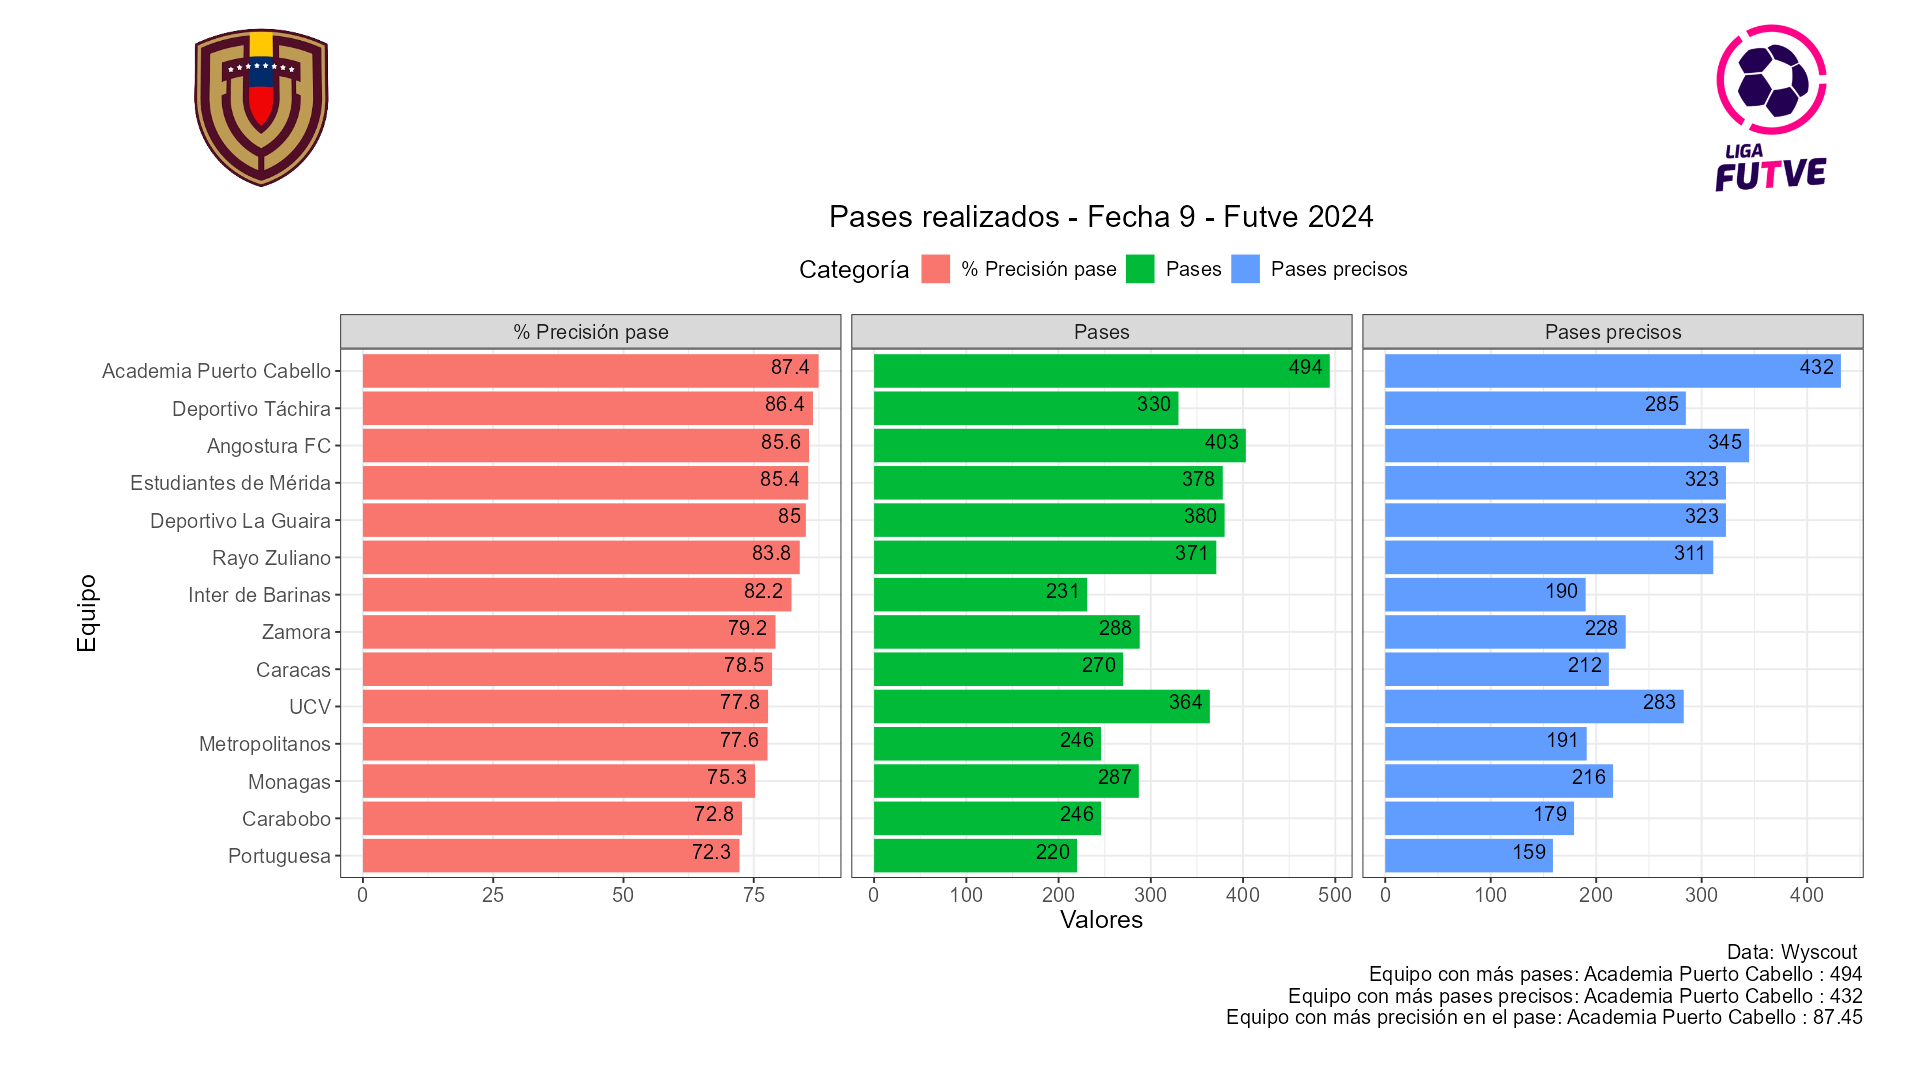 LIGA
FUTVE
Pases realizados - Fecha 9 - Futve 2024
Categoría % Precisión pase Pases Pases precisos
% Precisión pase Pases Pases precisos
Academia Puerto Cabello 87.4 494 432
Deportivo Táchira 86.4 330 285
Angostura FC 85.6 403 345
Estudiantes de Mérida 85.4 378 323
Deportivo La Guaira 85 380 323
Rayo Zuliano 83.8 371 311
Inter de Barinas 82.2 231 190
Zamora 79.2 288 228
Caracas 78.5 270 212
UCV 77.8 364 283
Metropolitanos 77.6 246 191
Monagas 75.3 287 216
Carabobo 72.8 246 179
Portuguesa 72.3 220 159
Equipo
0 25 50 75 0 100 200 300 400 500 0 100 200 300 400
Valores
Data: Wyscout
Equipo con más pases: Academia Puerto Cabello : 494
Equipo con más pases precisos: Academia Puerto Cabello : 432
Equipo con más precisión en el pase: Academia Puerto Cabello : 87.45